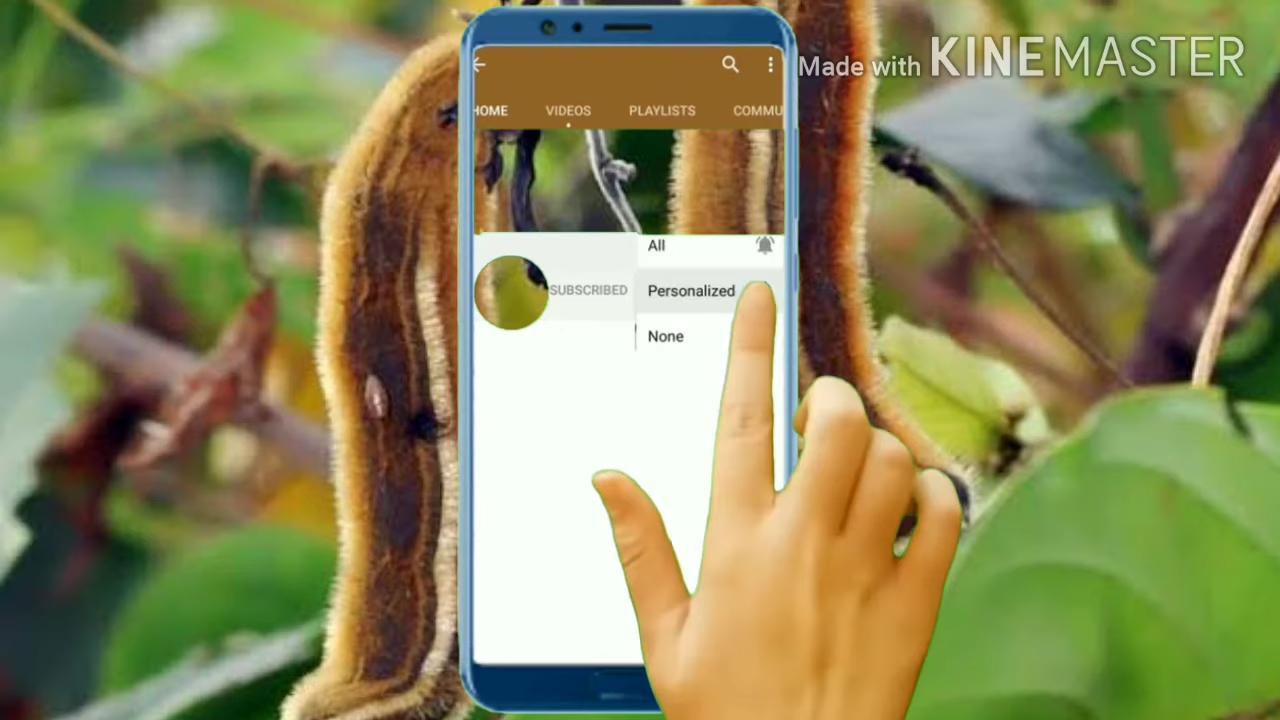 Made with KINEMASTER
HOME VIDEOS PLAYLISTS COMMU
All
SUBSCRIBED Personalized
None